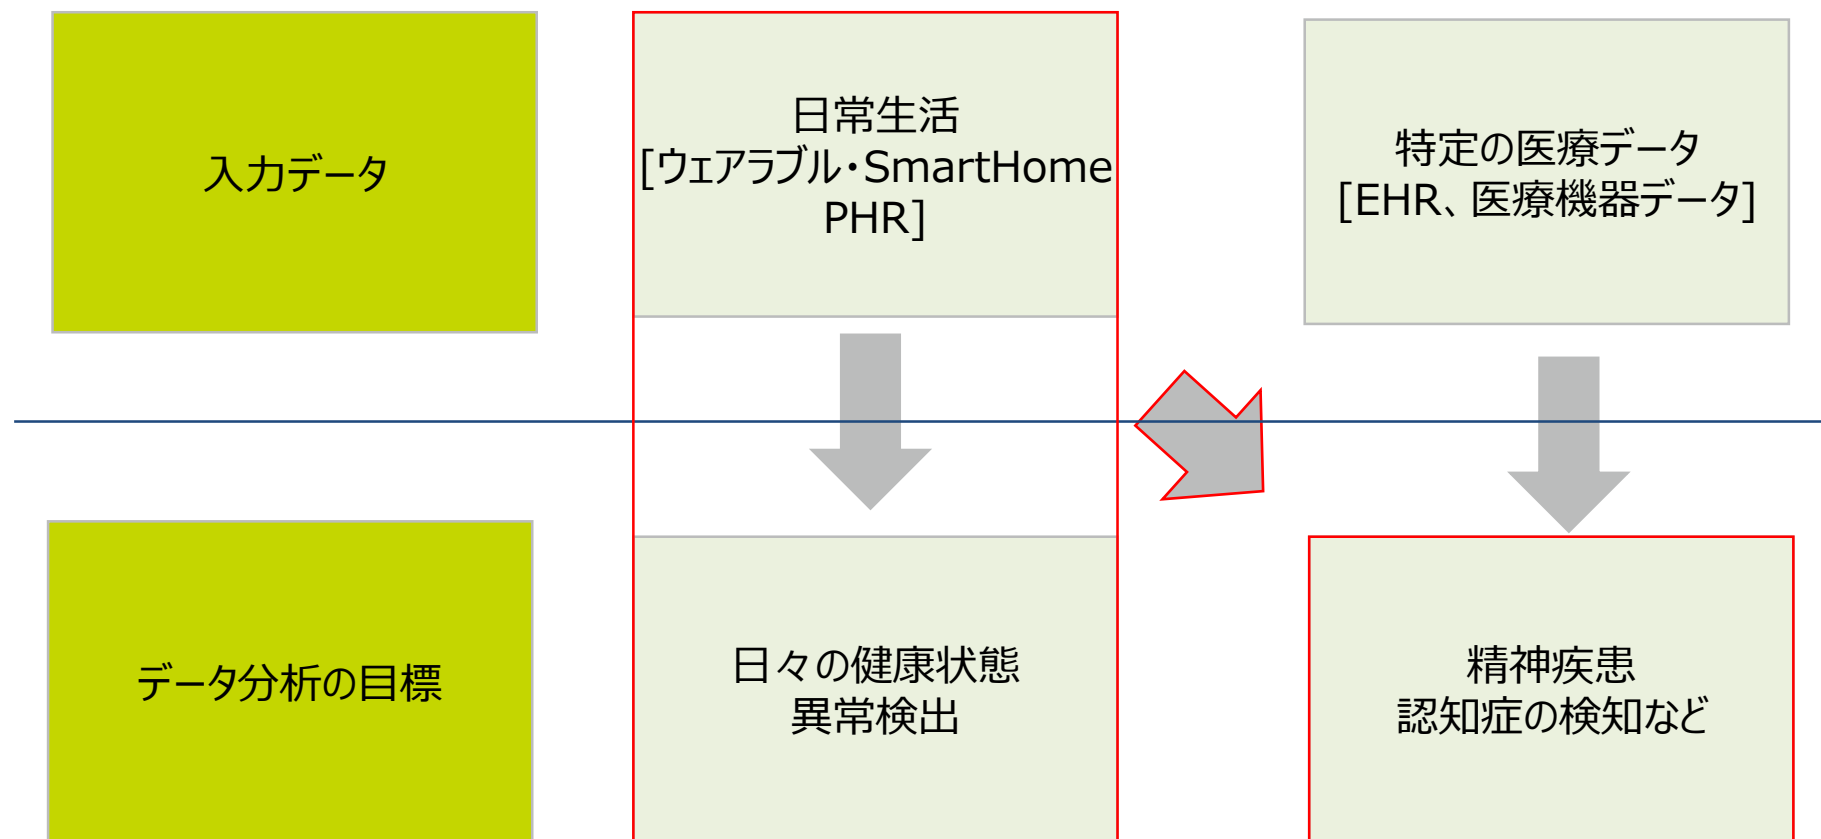 入力データ
日常生活
[ウェアラブル・SmartHome
PHR]
特定の医療データ
[EHR、医療機器データ]
データ分析の目標
日々の健康状態
異常検出
精神疾患
認知症の検知など